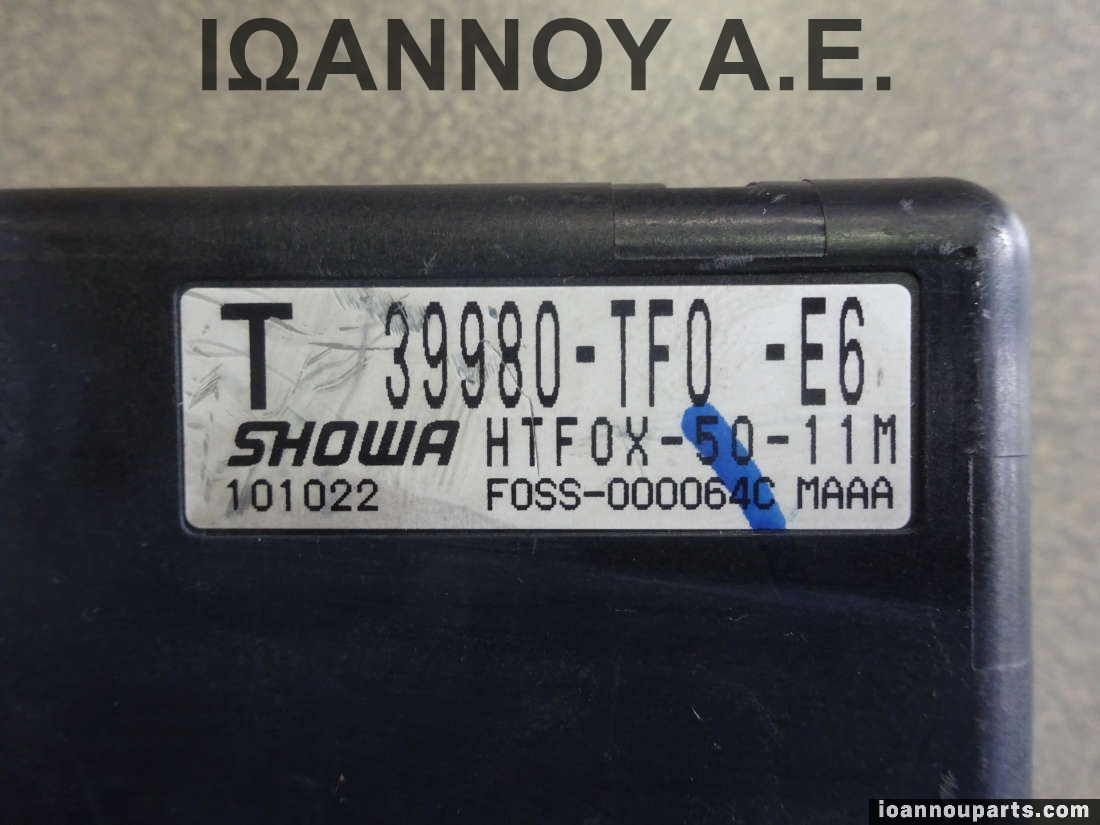 ΙΩΑΝΝΟΥ Α.Ε.
T 39980-TF0 -E6
SHOWA HTF0X-50-11M
101022 F0SS-000064C MAAA
ioannouparts.com